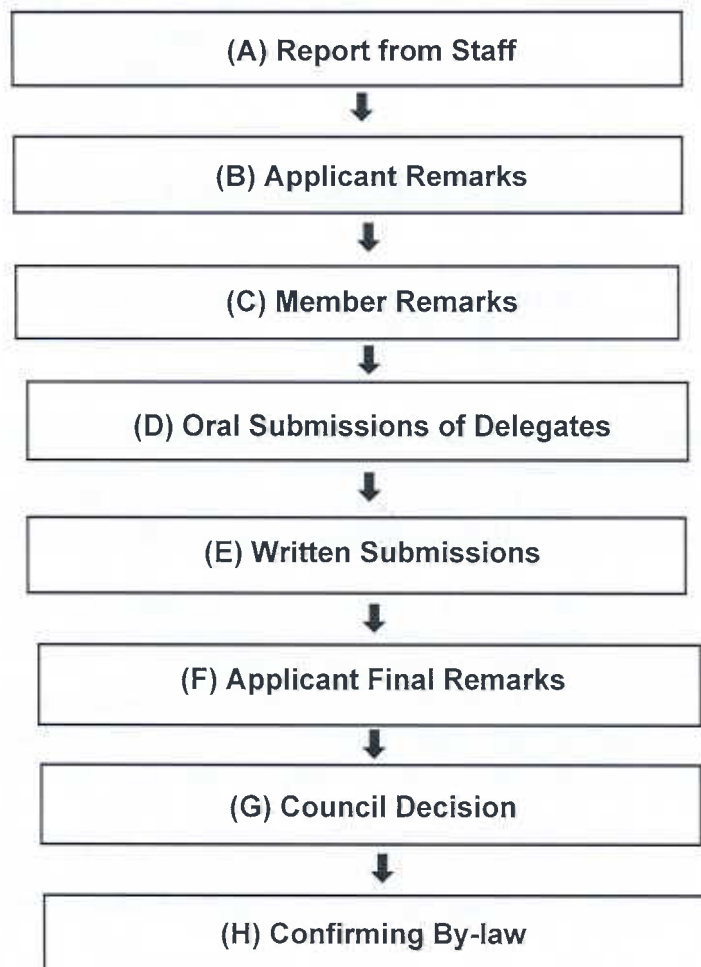 (A) Report from Staff
(B) Applicant Remarks
(C) Member Remarks
(D) Oral Submissions of Delegates
(E) Written Submissions
(F) Applicant Final Remarks
(G) Council Decision
(H) Confirming By-law